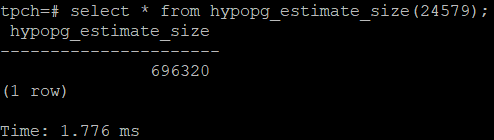 tpch=# select * from hypopg_estimate_size(24579);
 hypopg_estimate_size
----------------------
               696320
(1 row)

Time: 1.776 ms